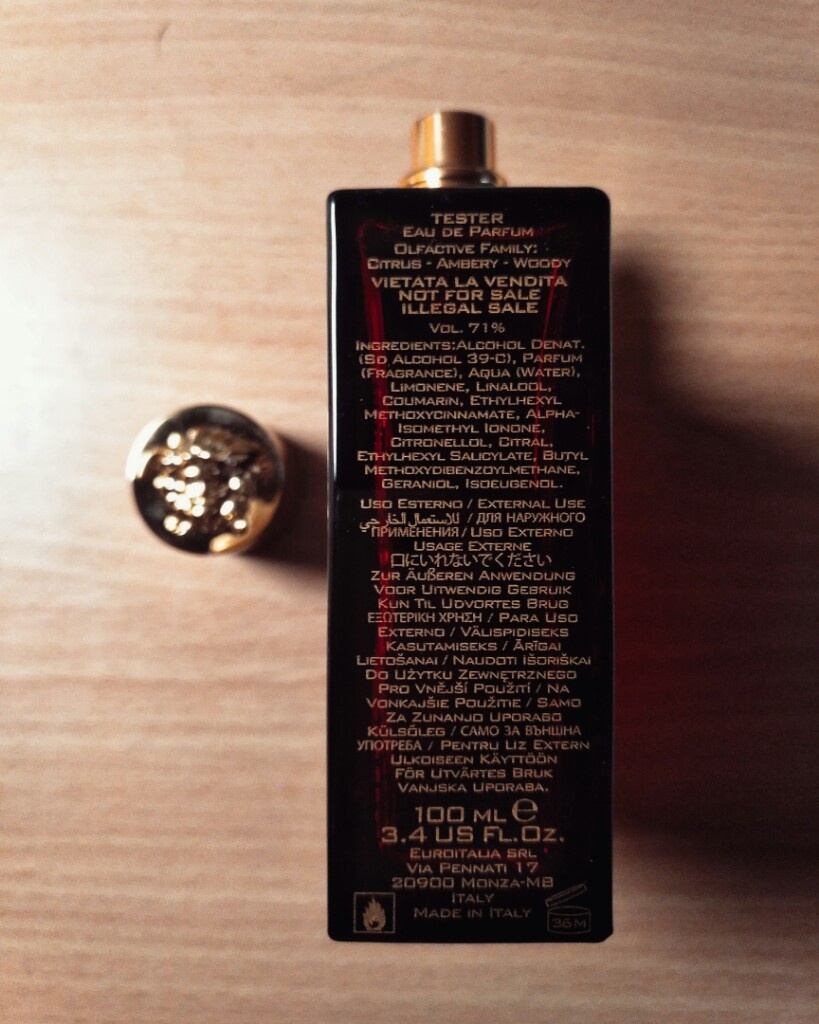 TESTER
EAU DE PARFUM
OLFACTIVE FAMILY:
CITRUS - AMBERY - WOODY
VIETATA LA VENDITA
NOT FOR SALE
ILLEGAL SALE
VOL. 71%
INGREDIENTS:ALCOHOL DENAT.
(SD ALCOHOL 39-C), PARFUM
(FRAGRANCE), AQUA (WATER),
LIMONENE, LINALOOL,
COUMARIN, ETHYLHEXYL
METHOXYCINNAMATE, ALPHA-
ISOMETHYL IONONE,
CITRONELLOL, CITRAL,
ETHYLHEXYL SALICYLATE, BUTYL
METHOXYDIBENZOYLMETHANE,
GERANIOL, ISOEUGENOL.
USO ESTERNO / EXTERNAL USE
للاستعمال الخارجي / ДЛЯ НАРУЖНОГО
ПРИМЕНЕНИЯ / USO EXTERNO
USAGE EXTERNE
口にいれないでください
ZUR ÄUßEREN ANWENDUNG
VOOR UITWENDIG GEBRUIK
KUN TIL UDVORTES BRUG
ΕΞΩΤΕΡΙΚΗ ΧΡΗΣΗ / PARA USO
EXTERNO / VÄLISPIDISEKS
KASUTAMISEKS / ĀRĪGAI
LIETOŠANAI / NAUDOTI IŠORIŠKAI
DO UŻYTKU ZEWNĘTRZNEGO
PRO VNĚJŠÍ POUŽITÍ / NA
VONKAJŠIE POUŽITIE / SAMO
ZA ZUNANJO UPORABO
KÜLSÖLEG / САМО ЗА ВЪНШНА
УПОТРЕБА / PENTRU UZ EXTERN
ULKOISEEN KÄYTTÖÖN
FÖR UTVÄRTES BRUK
VANJSKA UPORABA.
100 ML ℮
3.4 US FL.OZ.
EUROITALIA SRL
VIA PENNATI 17
20900 MONZA-MB
ITALY
MADE IN ITALY
36M